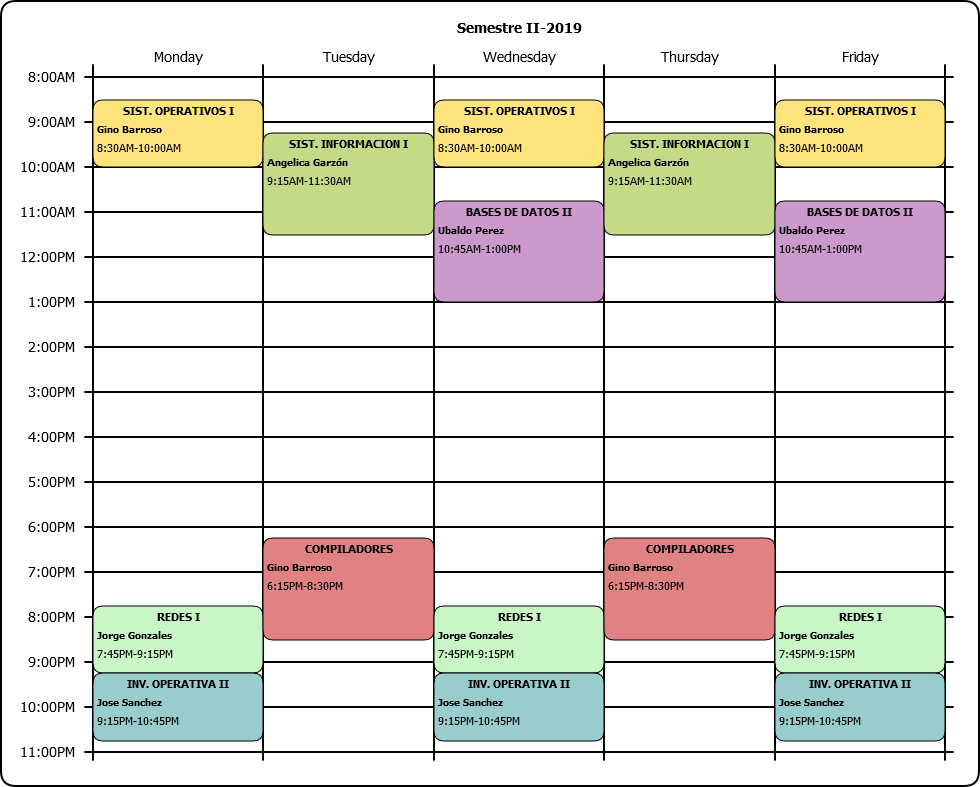 Semestre II-2019
Monday Tuesday Wednesday Thursday Friday
8:00AM
9:00AM
10:00AM
11:00AM
12:00PM
1:00PM
2:00PM
3:00PM
4:00PM
5:00PM
6:00PM
7:00PM
8:00PM
9:00PM
10:00PM
11:00PM
SIST. OPERATIVOS I
Gino Barroso
8:30AM-10:00AM
REDES I
Jorge Gonzales
7:45PM-9:15PM
INV. OPERATIVA II
Jose Sanchez
9:15PM-10:45PM
SIST. INFORMACION I
Angelica Garzón
9:15AM-11:30AM
COMPILADORES
Gino Barroso
6:15PM-8:30PM
SIST. OPERATIVOS I
Gino Barroso
8:30AM-10:00AM
BASES DE DATOS II
Ubaldo Perez
10:45AM-1:00PM
REDES I
Jorge Gonzales
7:45PM-9:15PM
INV. OPERATIVA II
Jose Sanchez
9:15PM-10:45PM
SIST. INFORMACION I
Angelica Garzón
9:15AM-11:30AM
COMPILADORES
Gino Barroso
6:15PM-8:30PM
SIST. OPERATIVOS I
Gino Barroso
8:30AM-10:00AM
BASES DE DATOS II
Ubaldo Perez
10:45AM-1:00PM
REDES I
Jorge Gonzales
7:45PM-9:15PM
INV. OPERATIVA II
Jose Sanchez
9:15PM-10:45PM